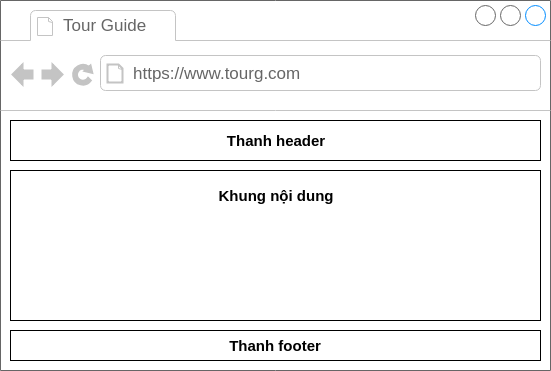 Tour Guide
https://www.tourg.com
Thanh header
Khung nội dung
Thanh footer